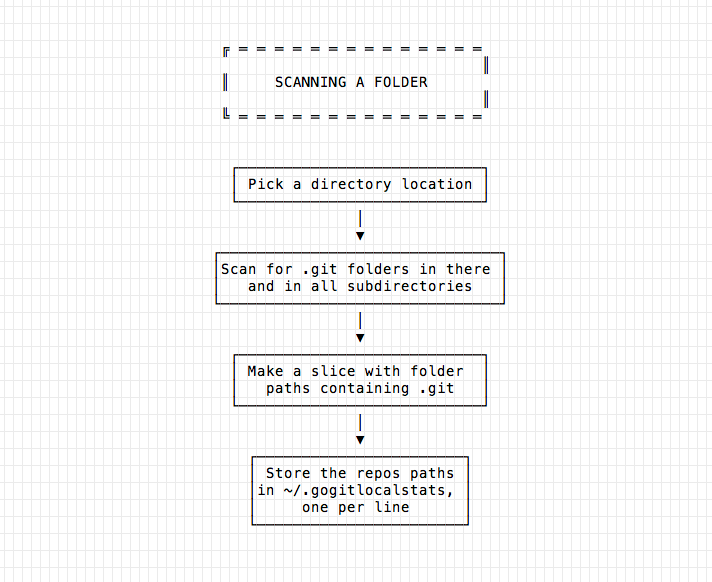 SCANNING A FOLDER
Pick a directory location
Scan for .git folders in there
and in all subdirectories
Make a slice with folder
paths containing .git
Store the repos paths
in ~/.gogitlocalstats,
one per line